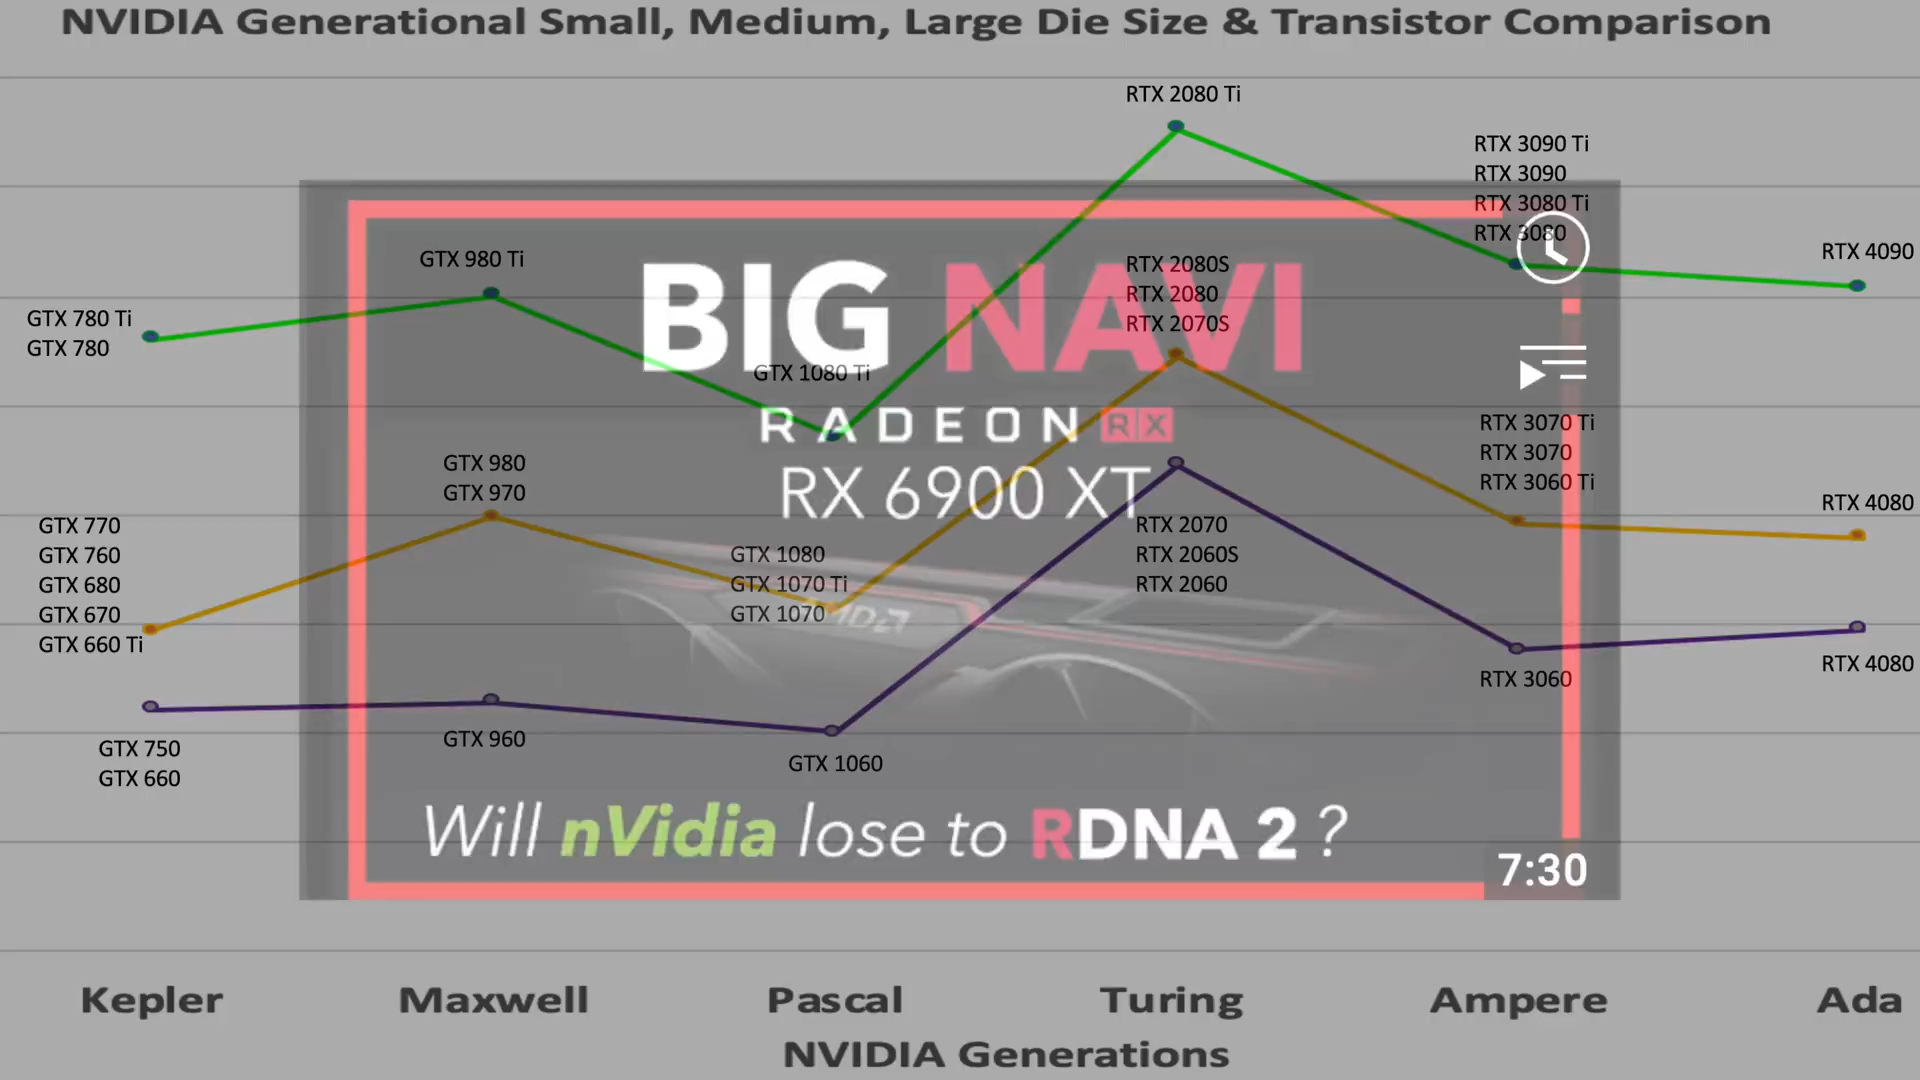 NVIDIA Generational Small, Medium, Large Die Size & Transistor Comparison
RTX 2080 Ti
RTX 3090 Ti
RTX 3090
RTX 3080 Ti
RTX 3080
RTX 4090
GTX 980 Ti
GTX 780 Ti
GTX 780
BIG NAVI
RTX 2080S
RTX 2080
RTX 2070S
GTX 1080 Ti
RADEON RX
RX 6900 XT
RTX 3070 Ti
RTX 3070
RTX 3060 Ti
GTX 980
GTX 970
RTX 4080
GTX 770
GTX 760
GTX 680
GTX 670
GTX 660 Ti
GTX 1080
GTX 1070 Ti
GTX 1070
AMD
RTX 2070
RTX 2060S
RTX 2060
RTX 3060
RTX 4080
GTX 750
GTX 660
GTX 960
GTX 1060
Will nVidia lose to RDNA 2 ?
7:30
Kepler
Maxwell
Pascal
Turing
Ampere
Ada
NVIDIA Generations